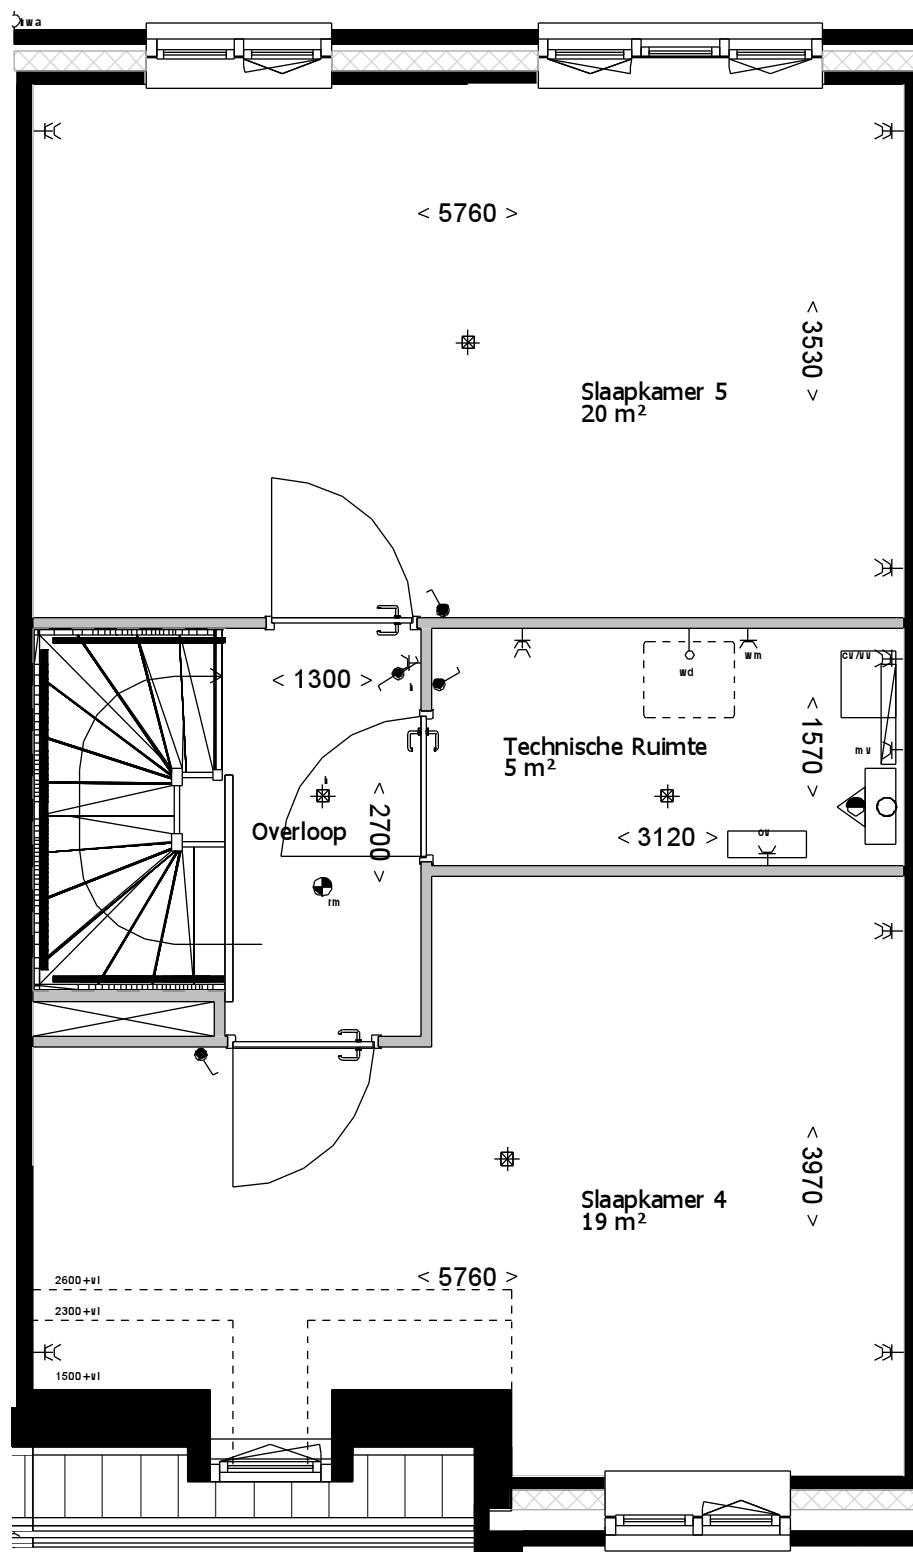 hwa
< 5760 >
< 3530 >
Slaapkamer 5
20 m²
< 1300 >
wd
wm
cv/vv
mv
Technische Ruimte
5 m²
< 1570 >
Overloop
< 2700 >
< 3120 >
ov
rm
< 3970 >
Slaapkamer 4
19 m²
< 5760 >
2600+vl
2300+vl
1500+vl